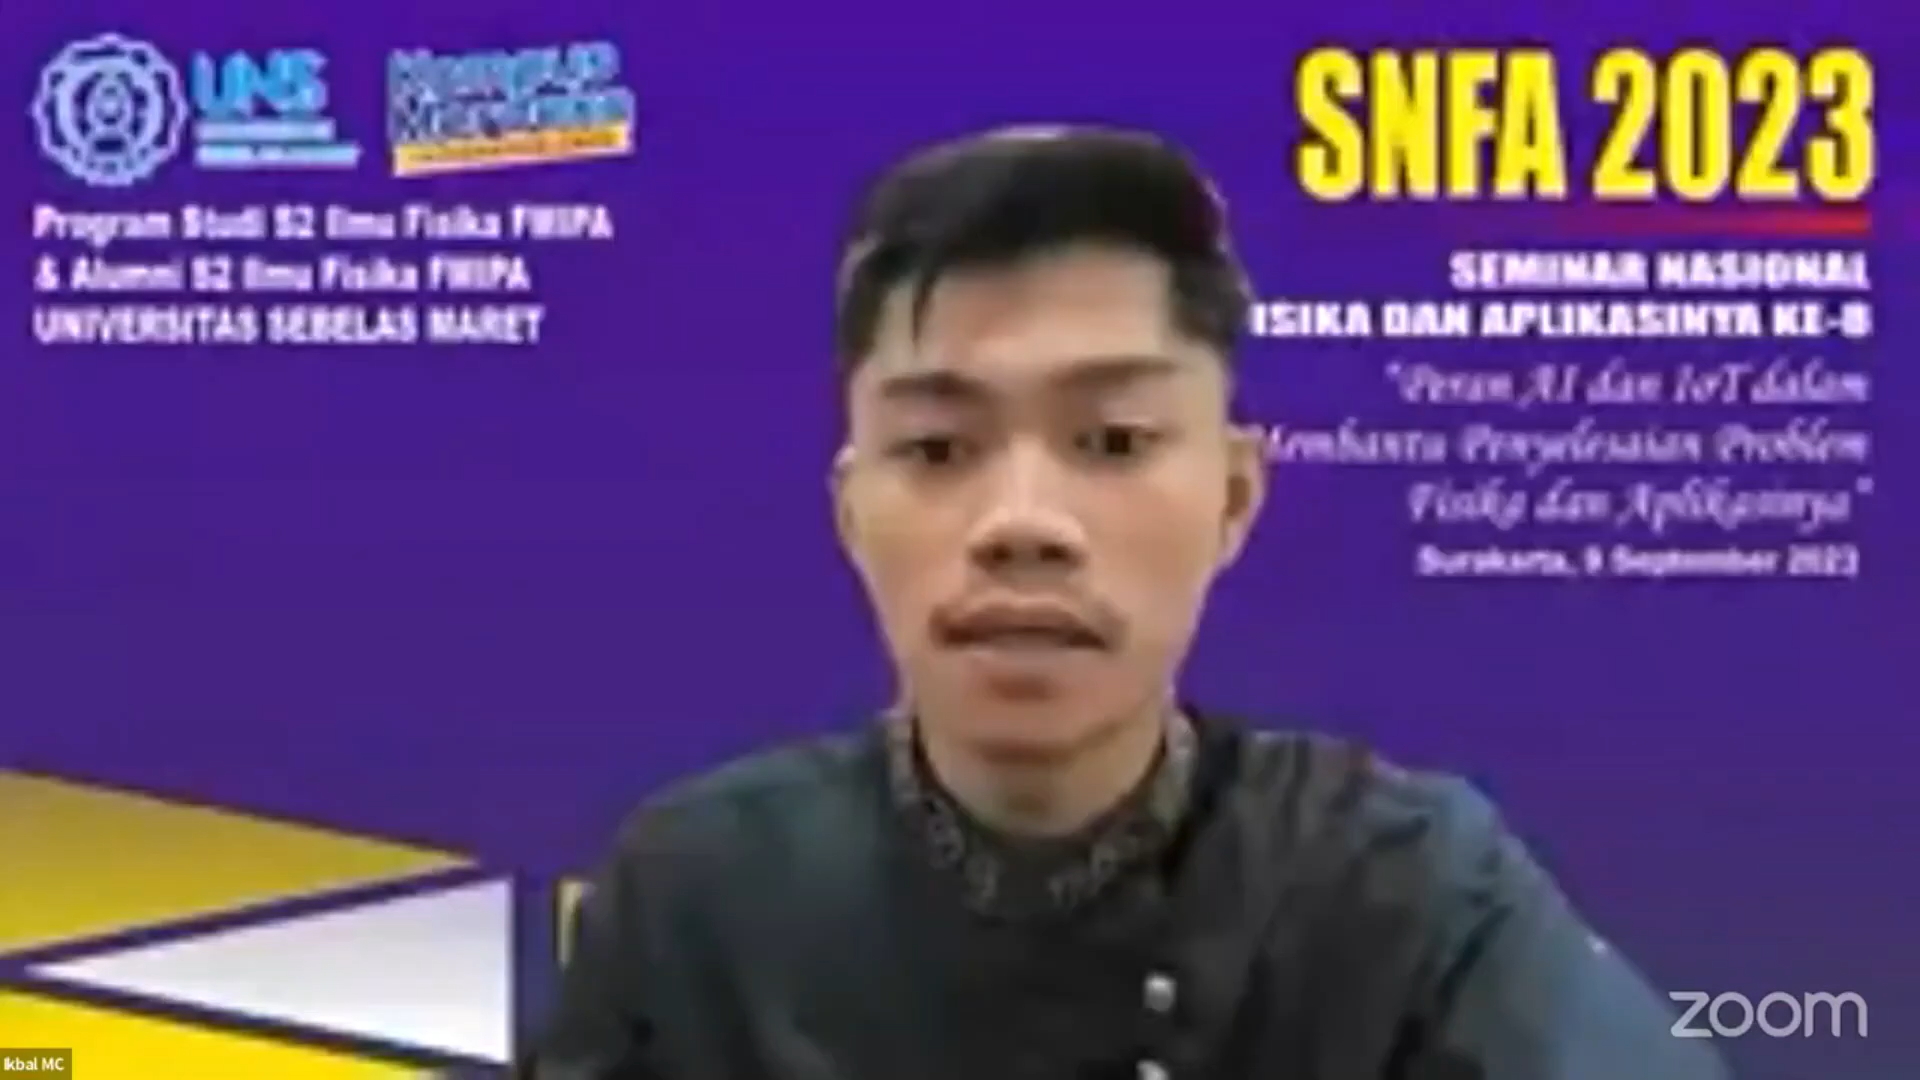 UNS
Kampus
Merdeka
Program Studi S2 Ilmu Fisika FMIPA
& Alumni S2 Ilmu Fisika FMIPA
UNIVERSITAS SEBELAS MARET
SNFA 2023
SEMINAR NASIONAL
ISIKA DAN APLIKASINYA KE-8
"Peran AI dan IoT dalam
Membantu Penyelesaian Problem
Fisika dan Aplikasinya"
Surakarta, 9 September 2023
zoom
Ikbal MC